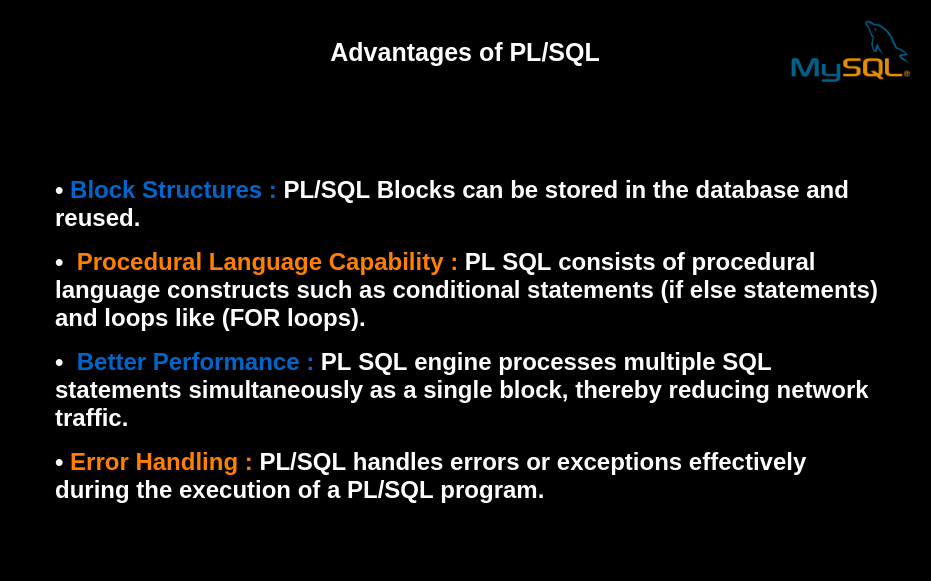 Advantages of PL/SQL
MySQL®
• Block Structures : PL/SQL Blocks can be stored in the database and
reused.
• Procedural Language Capability : PL SQL consists of procedural
language constructs such as conditional statements (if else statements)
and loops like (FOR loops).
• Better Performance : PL SQL engine processes multiple SQL
statements simultaneously as a single block, thereby reducing network
traffic.
• Error Handling : PL/SQL handles errors or exceptions effectively
during the execution of a PL/SQL program.